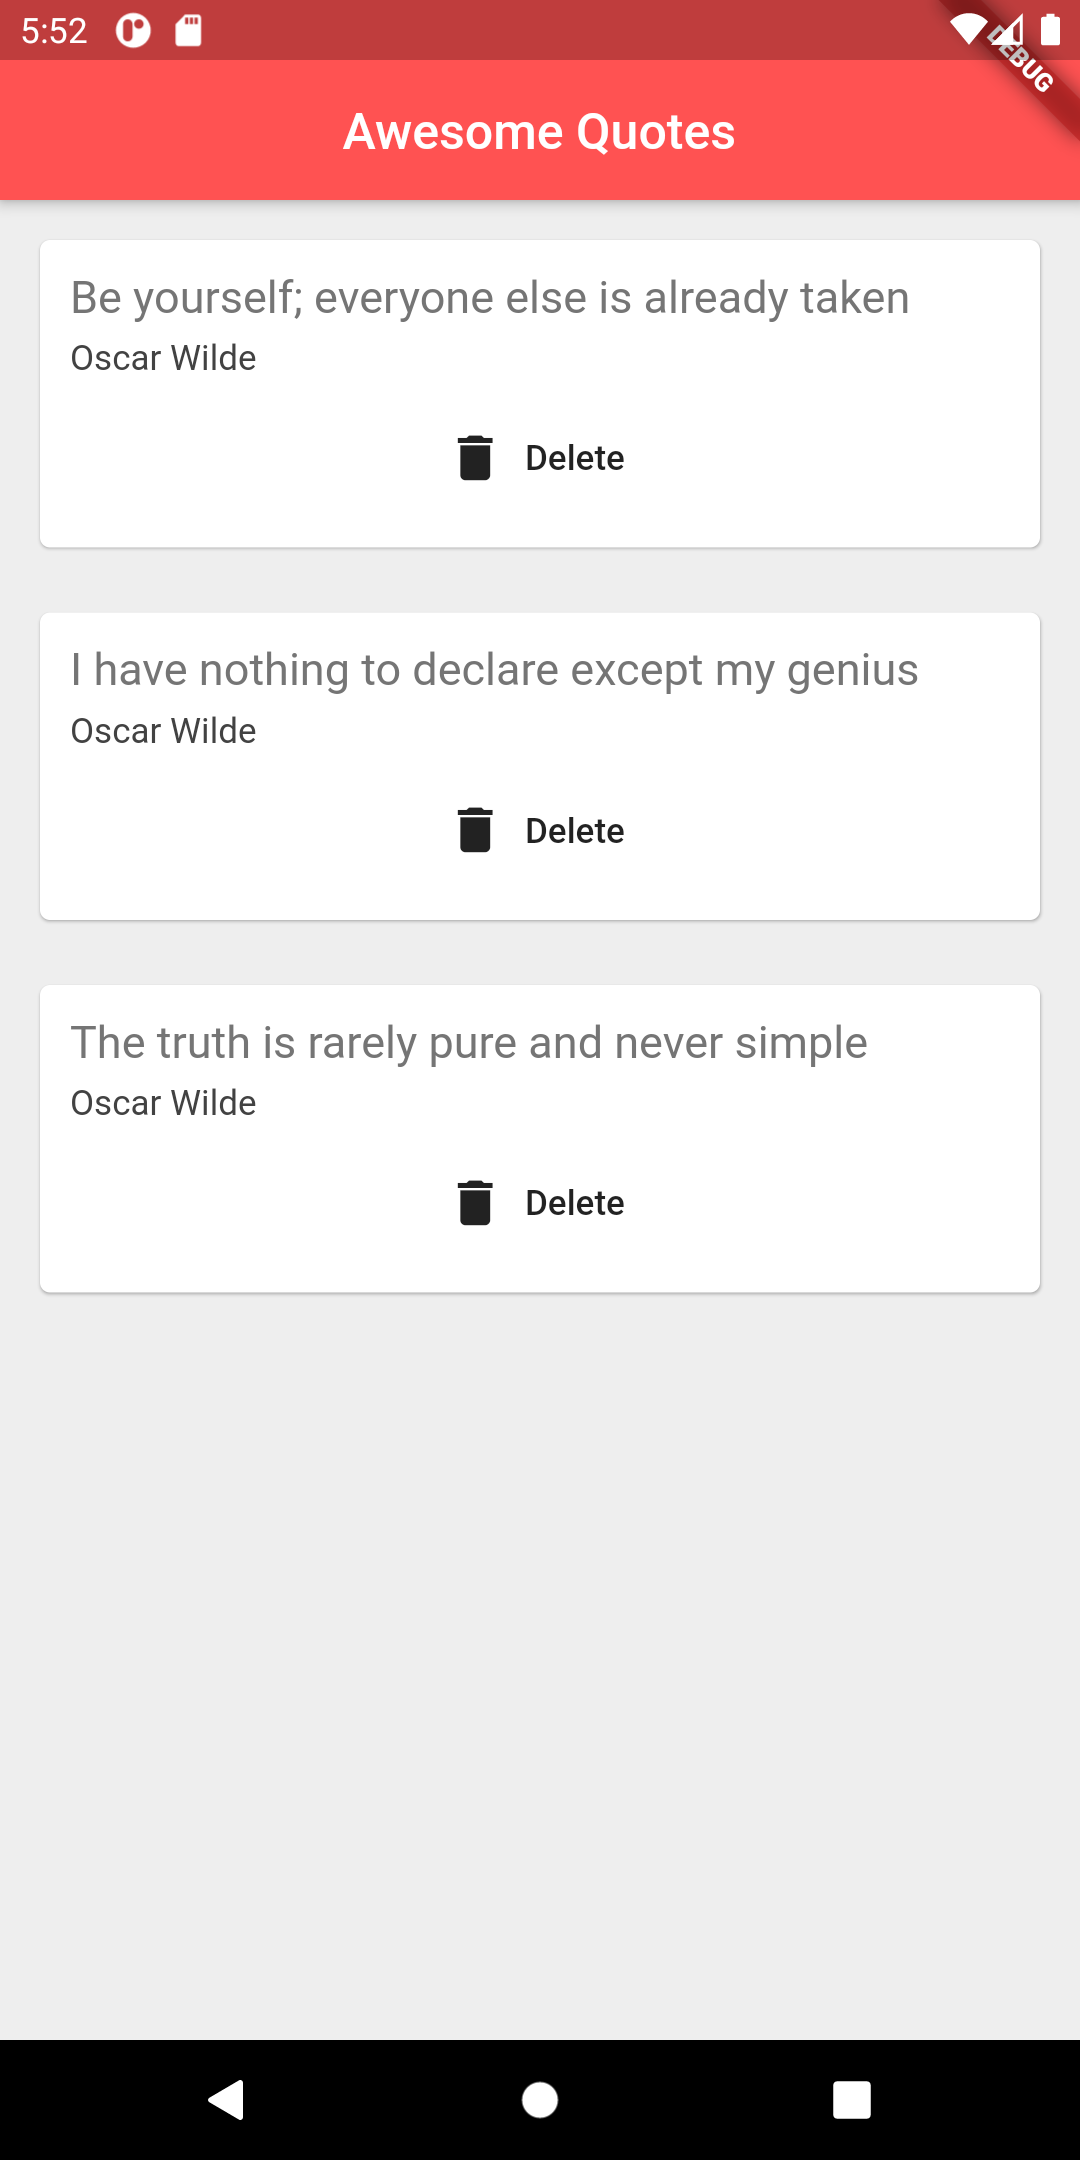 5:52
DEBUG
Awesome Quotes
Be yourself; everyone else is already taken
Oscar Wilde
Delete
I have nothing to declare except my genius
Oscar Wilde
Delete
The truth is rarely pure and never simple
Oscar Wilde
Delete